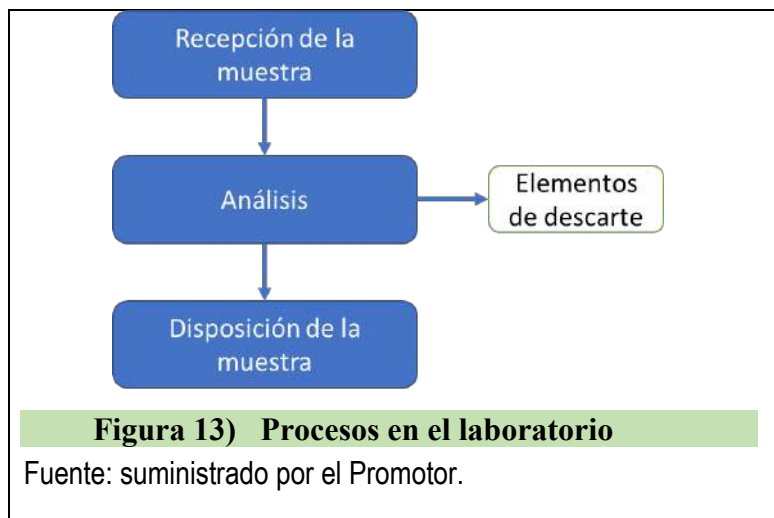 Recepción de la
muestra
Análisis
Elementos
de descarte
Disposición de la
muestra
Figura 13) Procesos en el laboratorio
Fuente: suministrado por el Promotor.